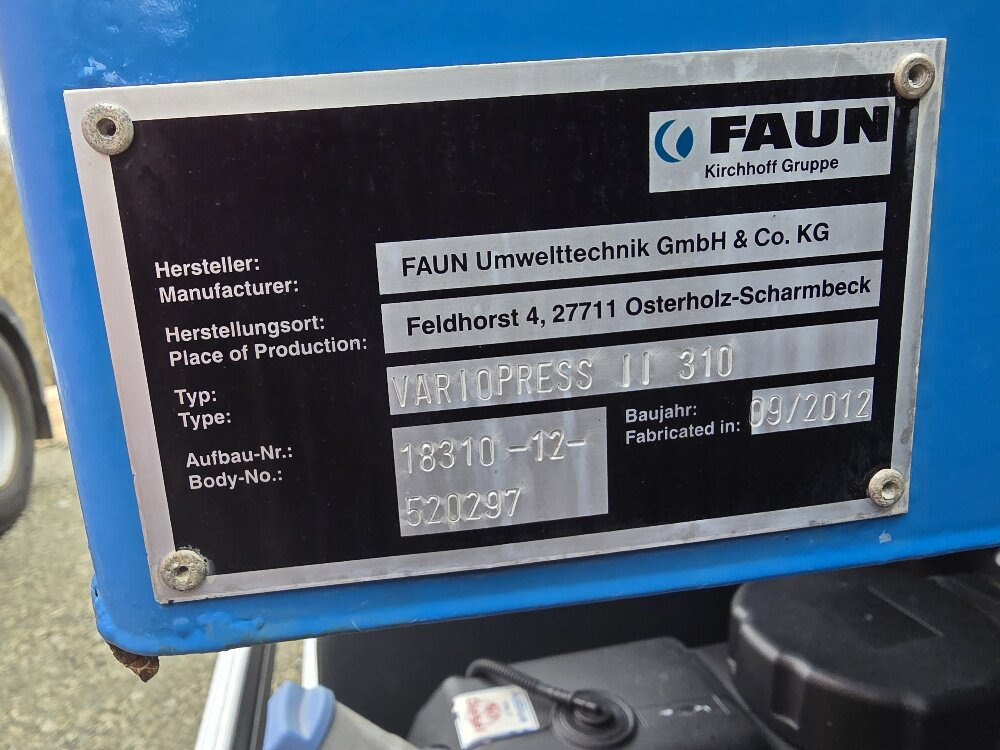 FAUN
Kirchhoff Gruppe
Hersteller:
Manufacturer:
FAUN Umwelttechnik GmbH & Co. KG
Herstellungsort:
Place of Production:
Feldhorst 4, 27711 Osterholz-Scharmbeck
Typ:
Type:
VARIOPRESS II 310
Aufbau-Nr.:
Body-No.:
18310-12-
520297
Baujahr:
Fabricated in:
09/2012